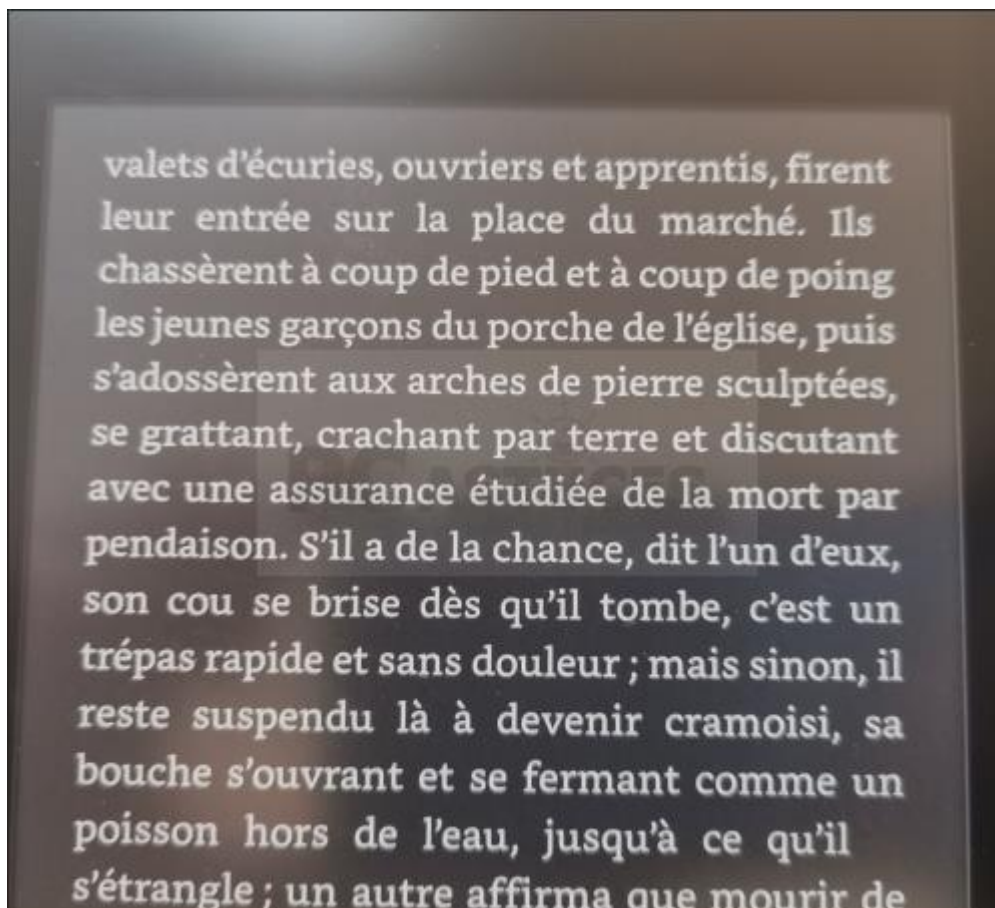 valets d'écuries, ouvriers et apprentis, firent
leur entrée sur la place du marché. Ils
chassèrent à coup de pied et à coup de poing
les jeunes garçons du porche de l'église, puis
s'adossèrent aux arches de pierre sculptées,
se grattant, crachant par terre et discutant
avec une assurance étudiée de la mort par
pendaison. S'il a de la chance, dit l'un d'eux,
son cou se brise dès qu'il tombe, c'est un
trépas rapide et sans douleur ; mais sinon, il
reste suspendu là à devenir cramoisi, sa
bouche s'ouvrant et se fermant comme un
poisson hors de l'eau, jusqu'à ce qu'il
s'étrangle ; un autre affirma que mourir de